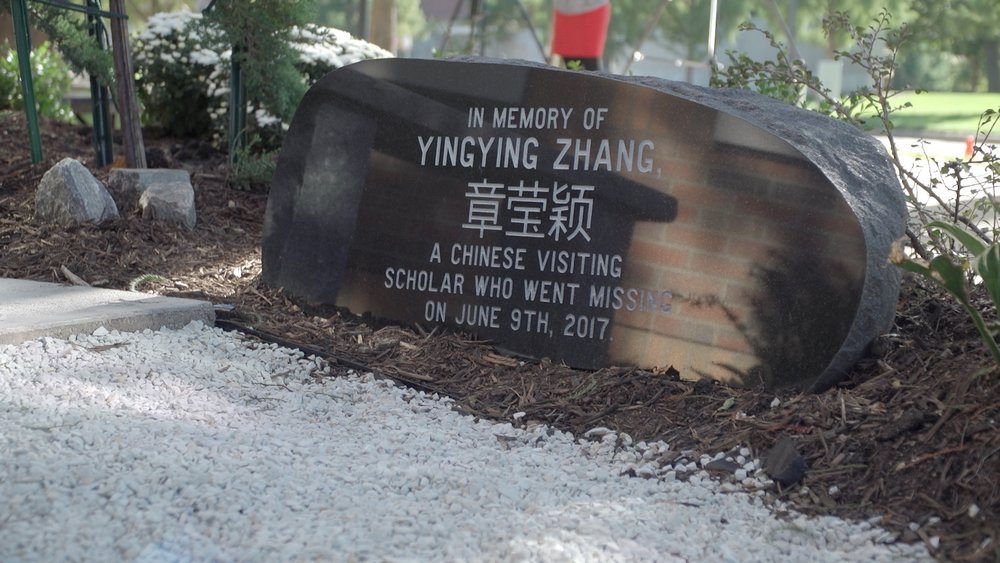 IN MEMORY OF
YINGYING ZHANG,
章莹颖
A CHINESE VISITING
SCHOLAR WHO WENT MISSING
ON JUNE 9TH, 2017.